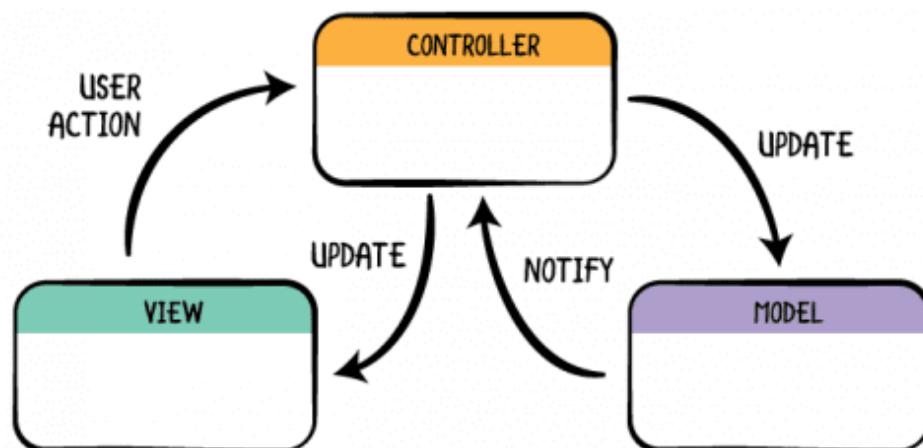 CONTROLLER
USER
ACTION
UPDATE
UPDATE
NOTIFY
VIEW
MODEL